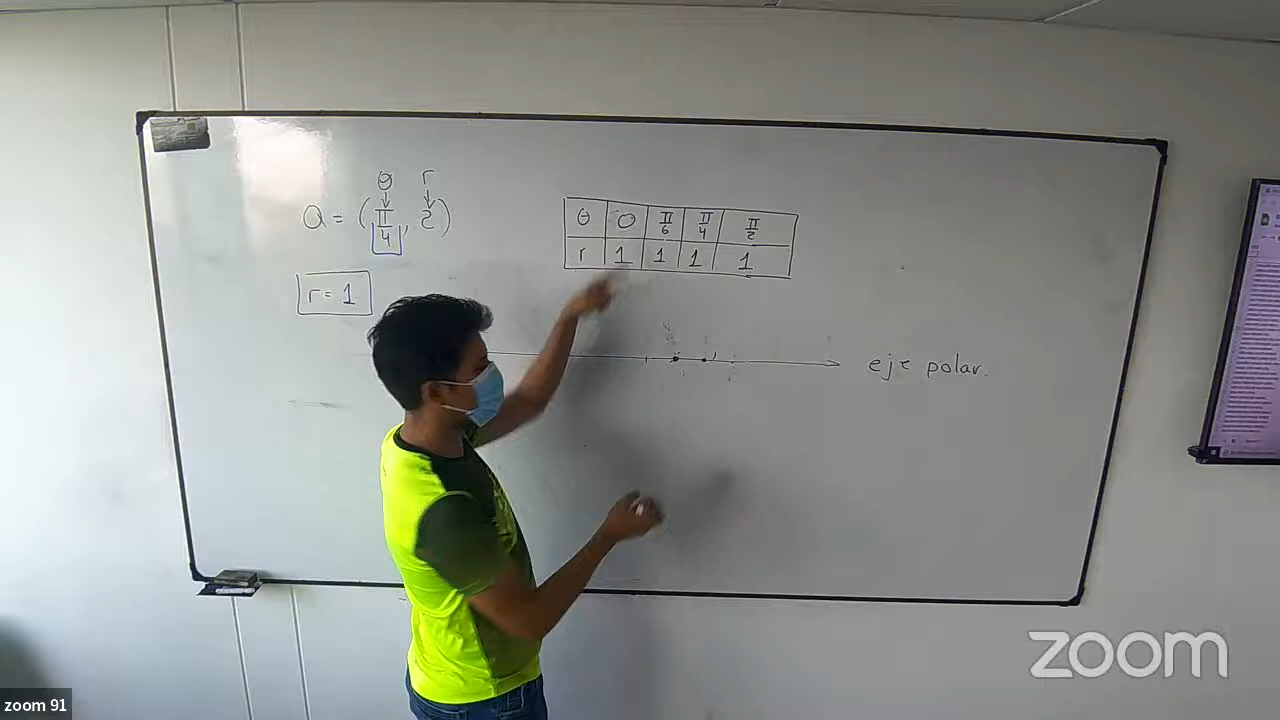 θ r
Q = (π/4, 2)
r = 1
θ 0 π/6 π/4 π/2
r 1 1 1 1
eje polar.
zoom
zoom 91